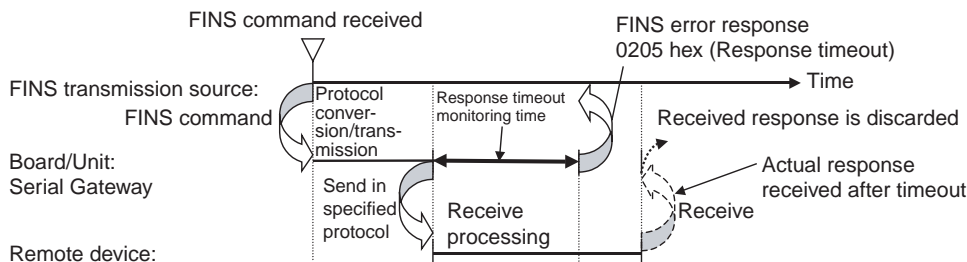 FINS command received
FINS error response
0205 hex (Response timeout)
Time
FINS transmission source:
FINS command
Protocol
conver-
sion/trans-
mission
Response timeout
monitoring time
Received response is discarded
Board/Unit:
Serial Gateway
Actual response
received after timeout
Send in
specified
protocol
Receive
processing
Receive
Remote device: